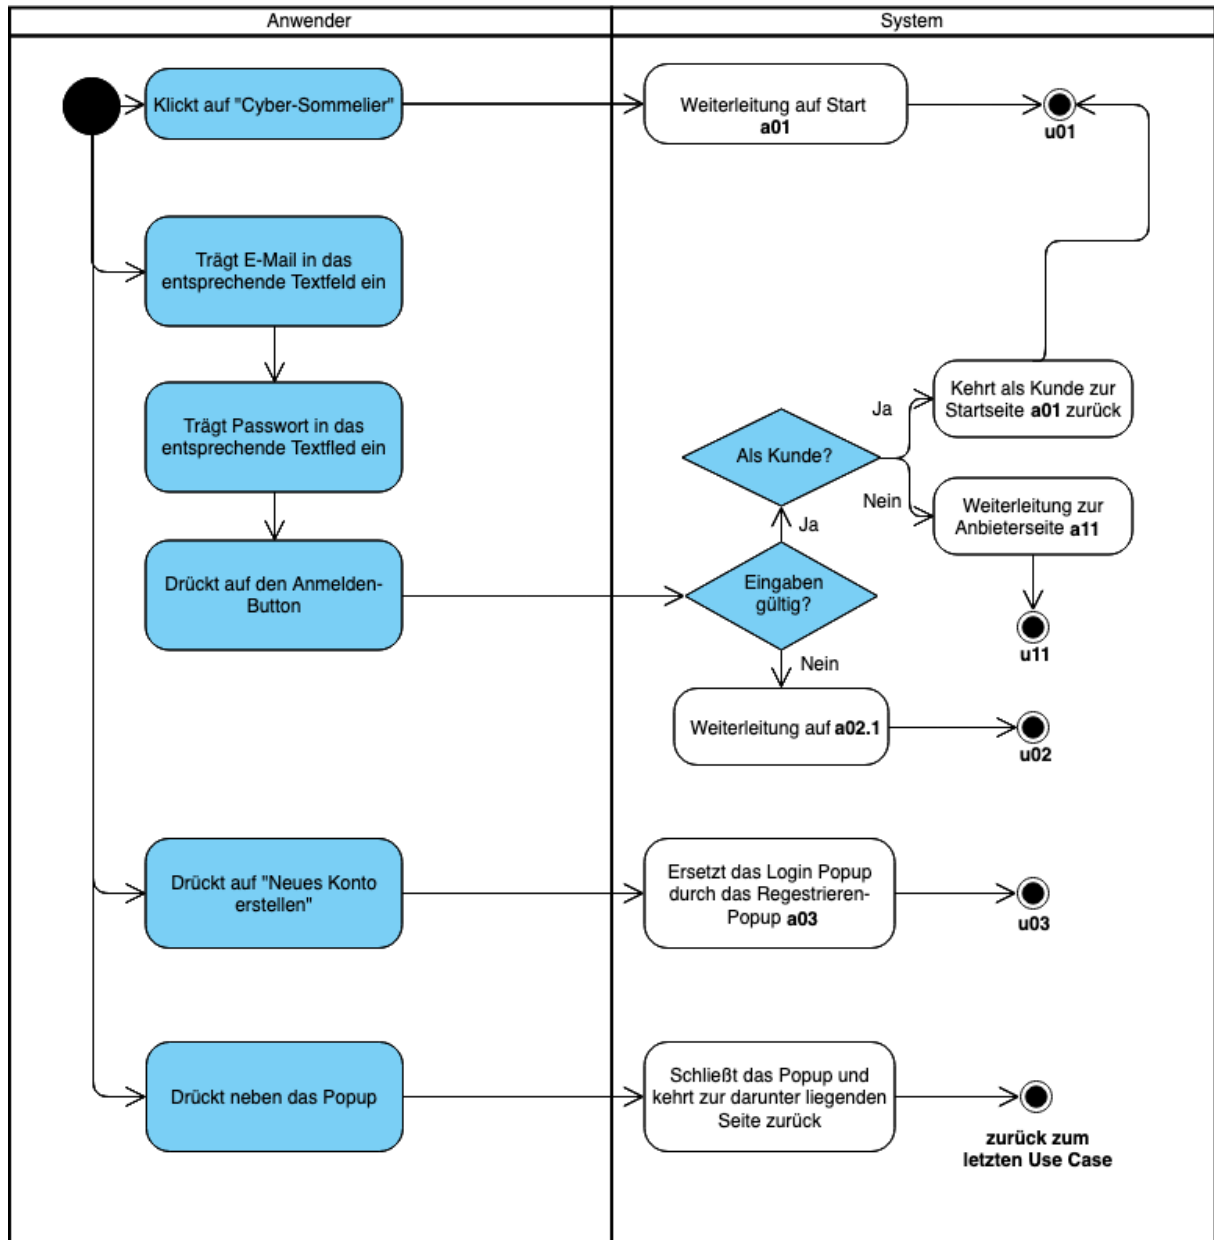 Anwender
System
Klickt auf "Cyber-Sommelier"
Weiterleitung auf Start
a01
u01
Trägt E-Mail in das
entsprechende Textfeld ein
Trägt Passwort in das
entsprechende Textfled ein
Kehrt als Kunde zur
Startseite a01 zurück
Ja
Als Kunde?
Nein
Weiterleitung zur
Anbieterseite a11
Ja
Drückt auf den Anmelden-
Button
Eingaben
gültig?
u11
Nein
Weiterleitung auf a02.1
u02
Drückt auf "Neues Konto
erstellen"
Ersetzt das Login Popup
durch das Regestrieren-
Popup a03
u03
Drückt neben das Popup
Schließt das Popup und
kehrt zur darunter liegenden
Seite zurück
zurück zum
letzten Use Case